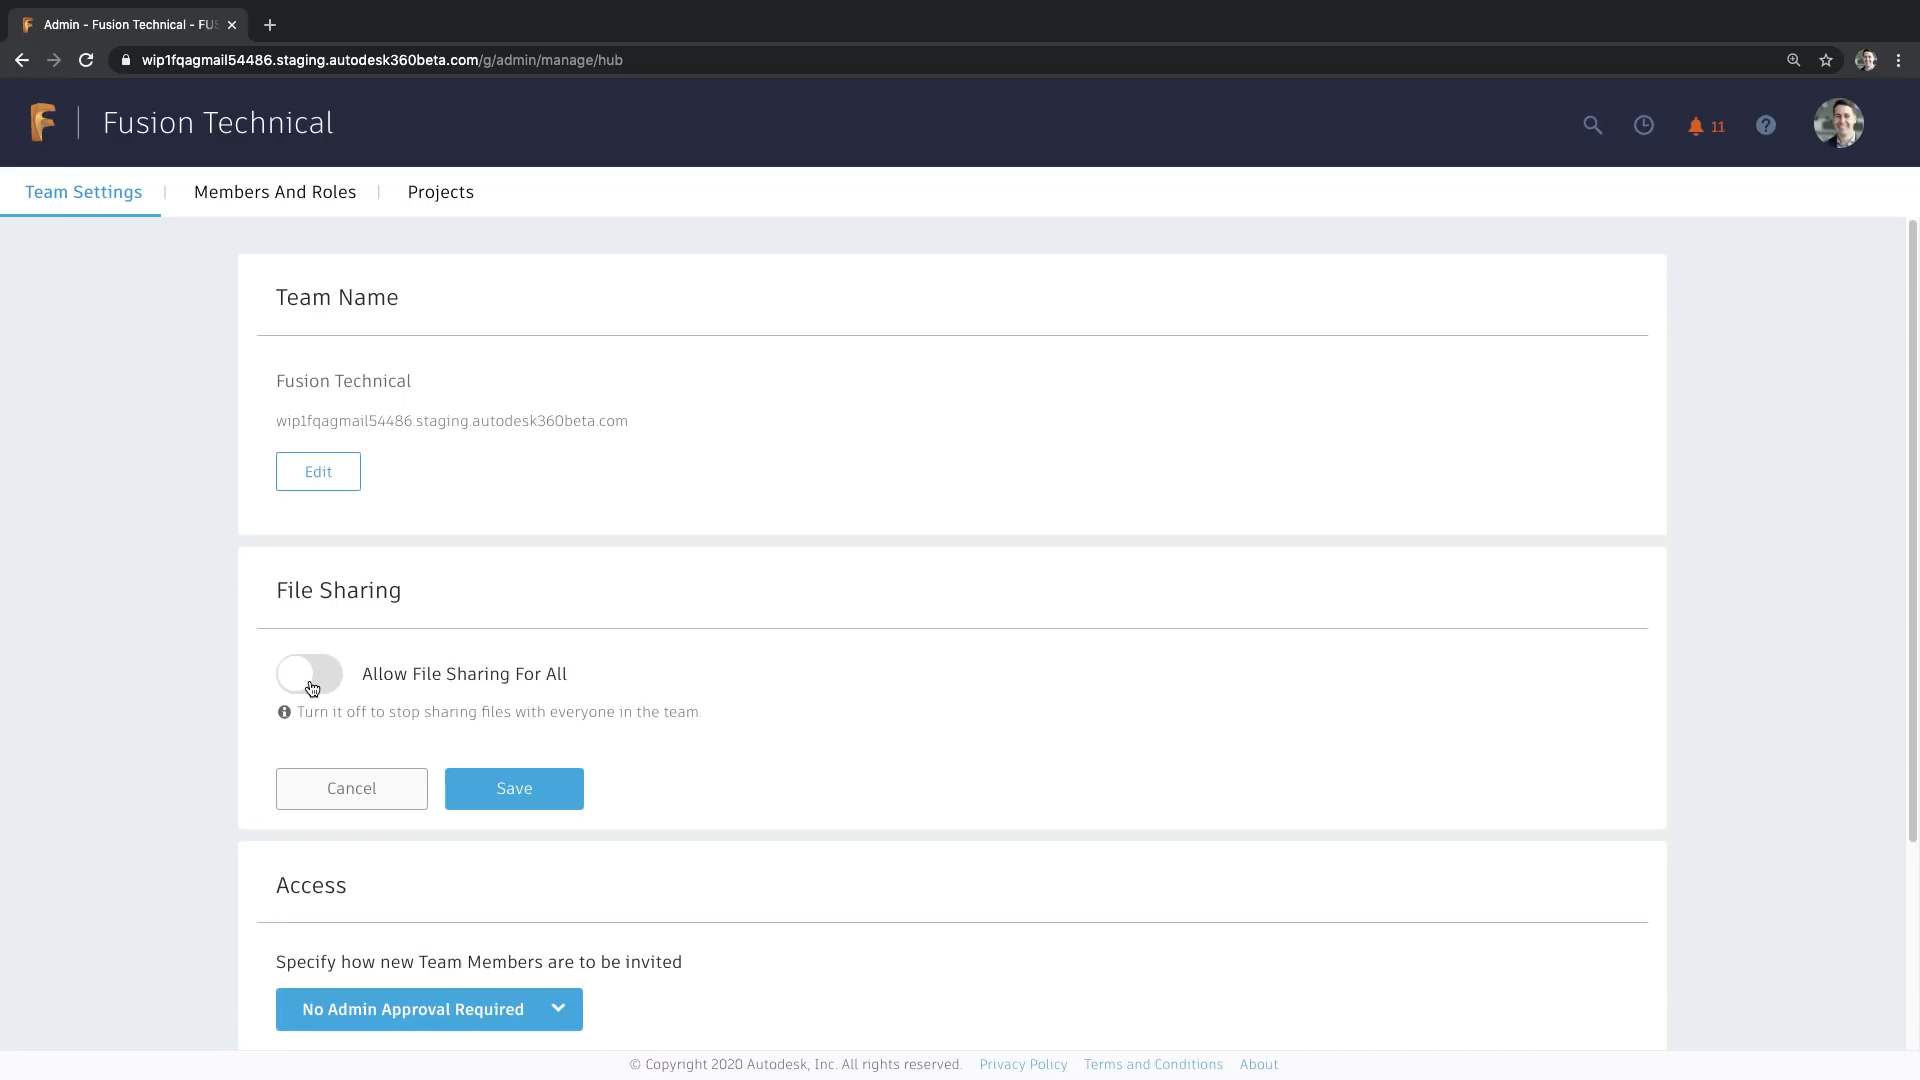 Admin - Fusion Technical - FUS
wip1fqagmail54486.staging.autodesk360beta.com/g/admin/manage/hub
Fusion Technical
11
Team Settings | Members And Roles | Projects
Team Name
Fusion Technical
wip1fqagmail54486.staging.autodesk360beta.com
Edit
File Sharing
Allow File Sharing For All
Turn it off to stop sharing files with everyone in the team.
Cancel Save
Access
Specify how new Team Members are to be invited
No Admin Approval Required
© Copyright 2020 Autodesk, Inc. All rights reserved. Privacy Policy Terms and Conditions About